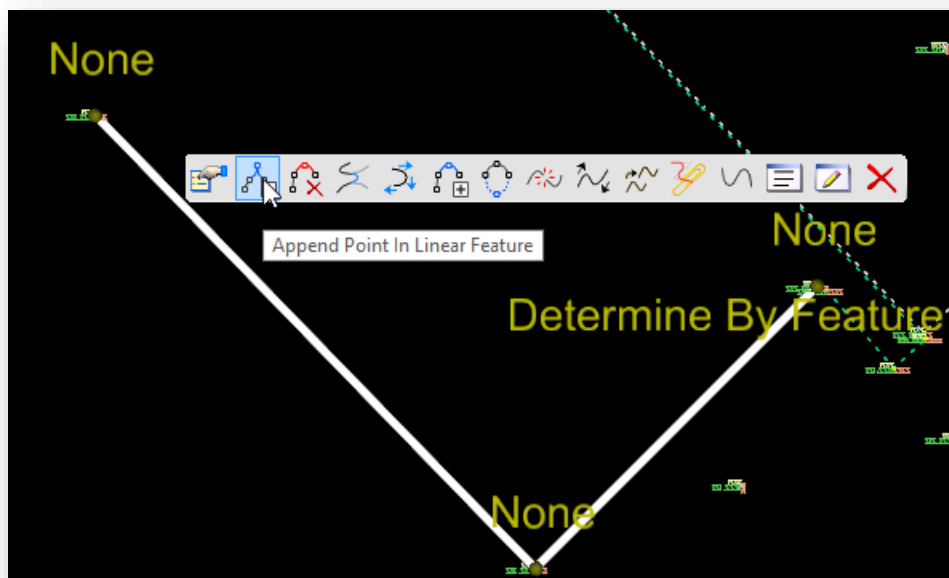 None
Append Point In Linear Feature
None
Determine By Feature
None